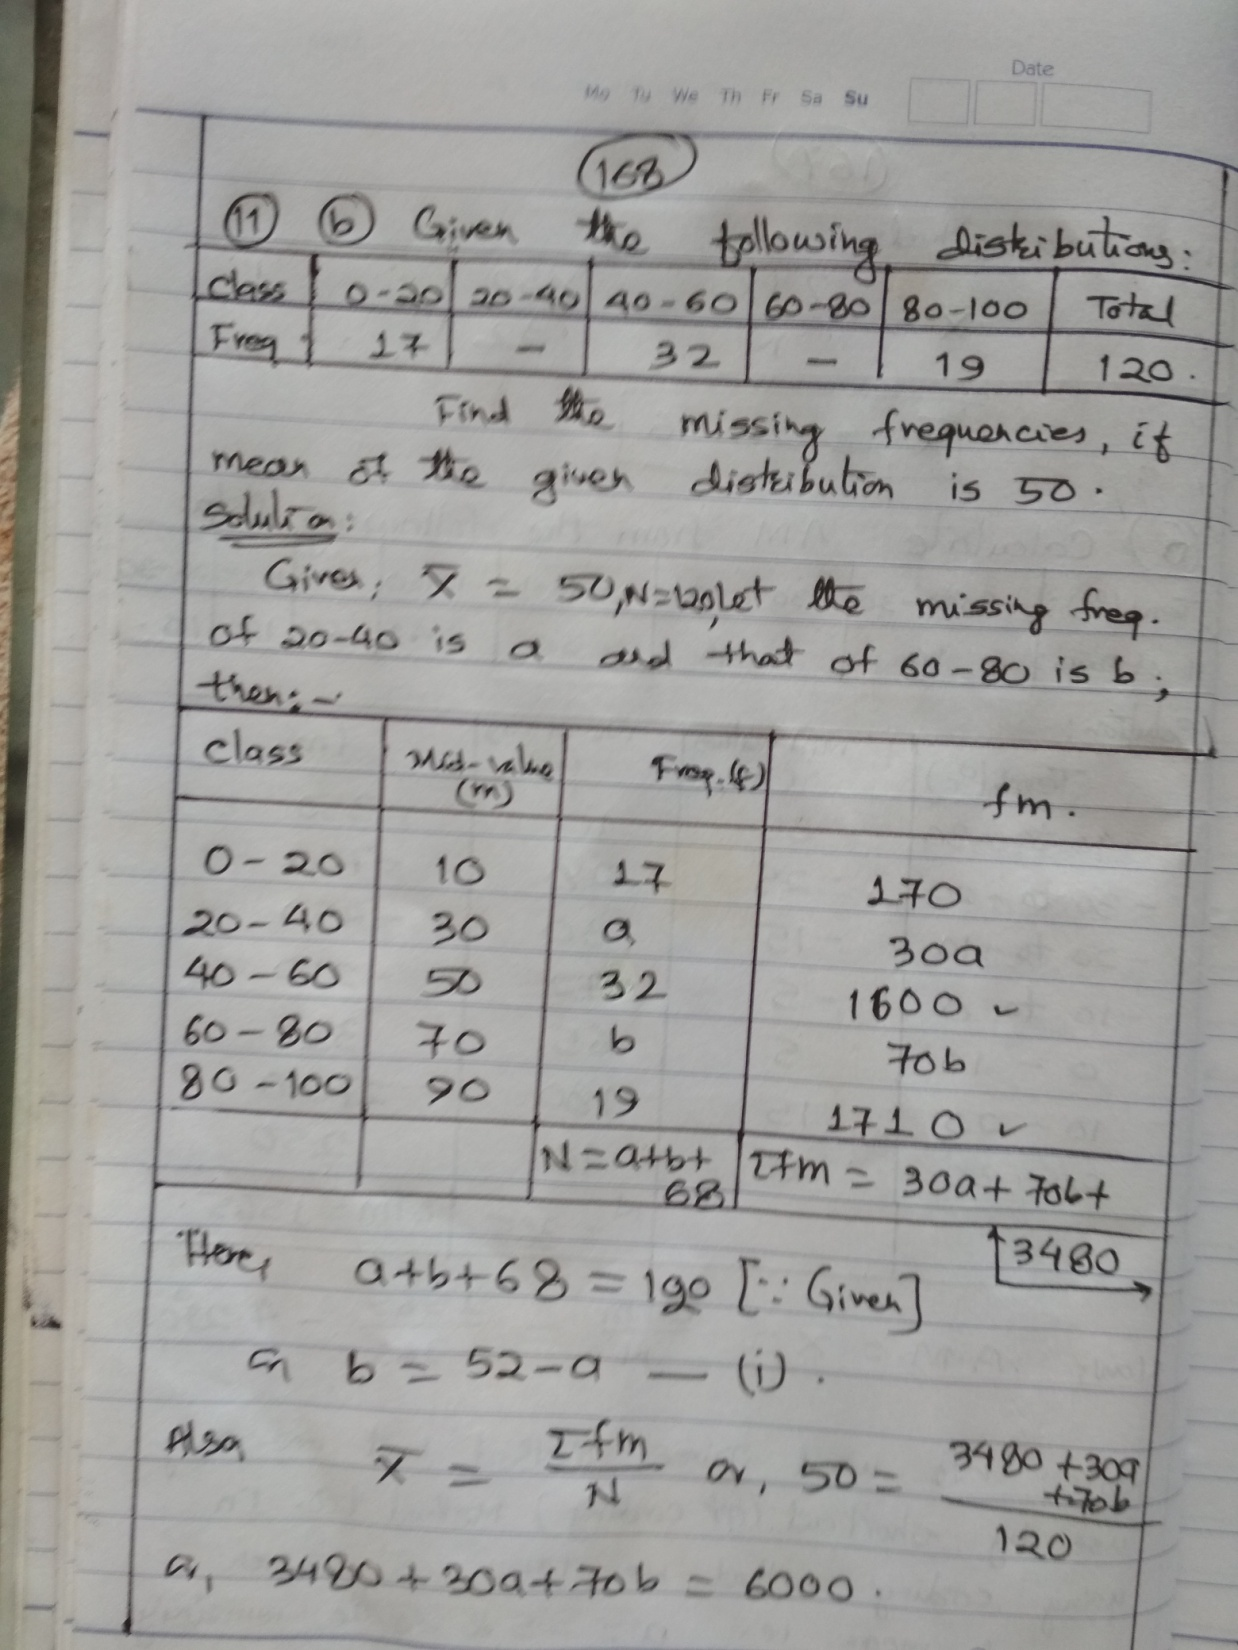 Date
Mo Tu We Th Fr Sa Su
168
11 b Given the following distributions:
Class 0-20 20-40 40-60 60-80 80-100 Total
Freq 17 - 32 - 19 120.
Find the missing frequencies, if
mean of the given distribution is 50.
Solution:
Given, x̄ = 50, N=120, Let the missing freq.
of 20-40 is a and that of 60-80 is b;
then:-
Class Mid-value (m) Freq. (f) fm.
0-20 10 17 170
20-40 30 a 30a
40-60 50 32 1600 ✓
60-80 70 b 70b
80-100 90 19 1710 ✓
N = a+b+ 68 Σfm = 30a+70b+
3480
Here, a+b+68 = 120 [∵ Given]
or b = 52-a — (i).
Also, x̄ = Σfm / N or, 50 = 3480+30a+70b / 120
or, 3480+30a+70b = 6000.